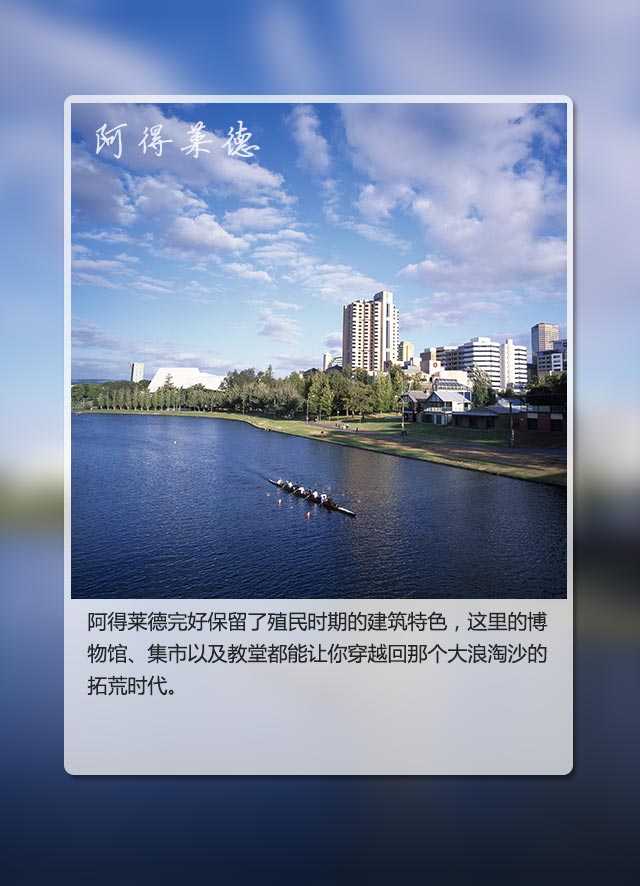 阿得莱德
阿得莱德完好保留了殖民时期的建筑特色，这里的博
物馆、集市以及教堂都能让你穿越回那个大浪淘沙的
拓荒时代。